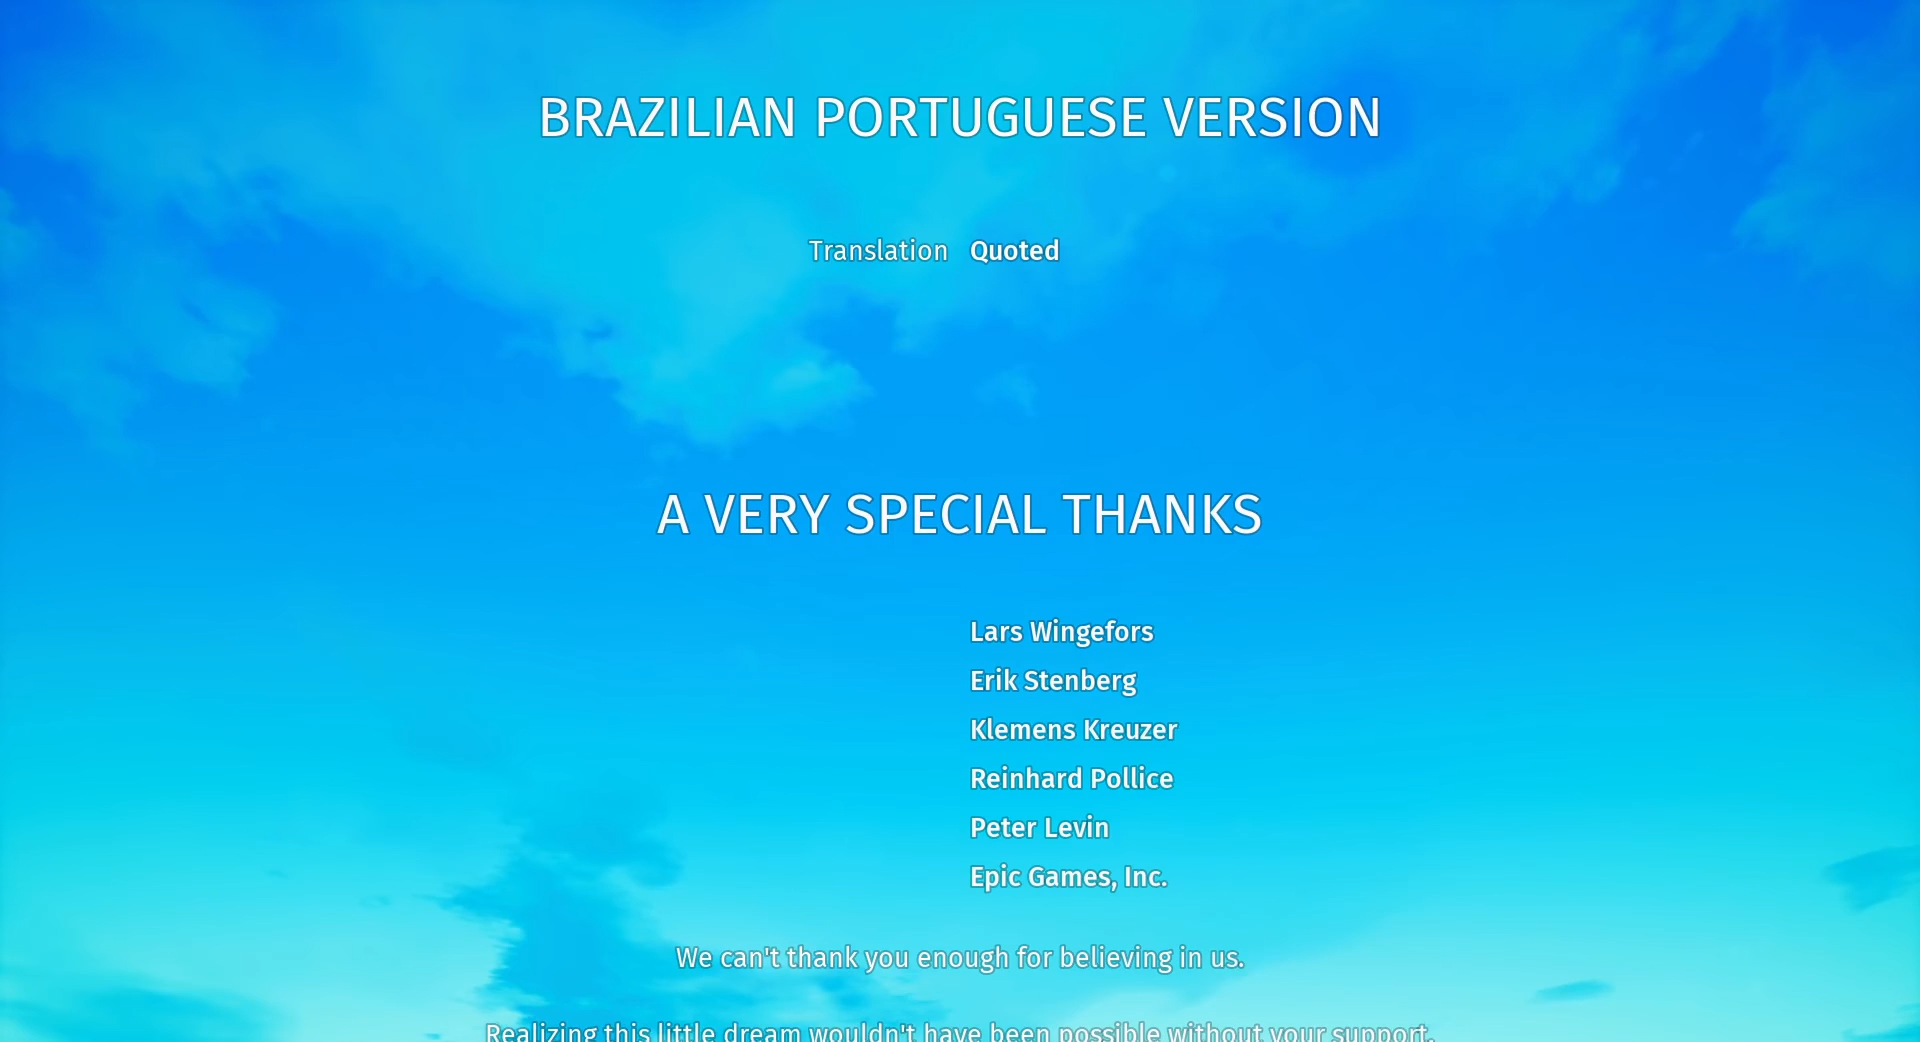 BRAZILIAN PORTUGUESE VERSION
Translation Quoted
A VERY SPECIAL THANKS
Lars Wingefors
Erik Stenberg
Klemens Kreuzer
Reinhard Pollice
Peter Levin
Epic Games, Inc.
We can't thank you enough for believing in us.
Realizing this little dream wouldn't have been possible without your support.